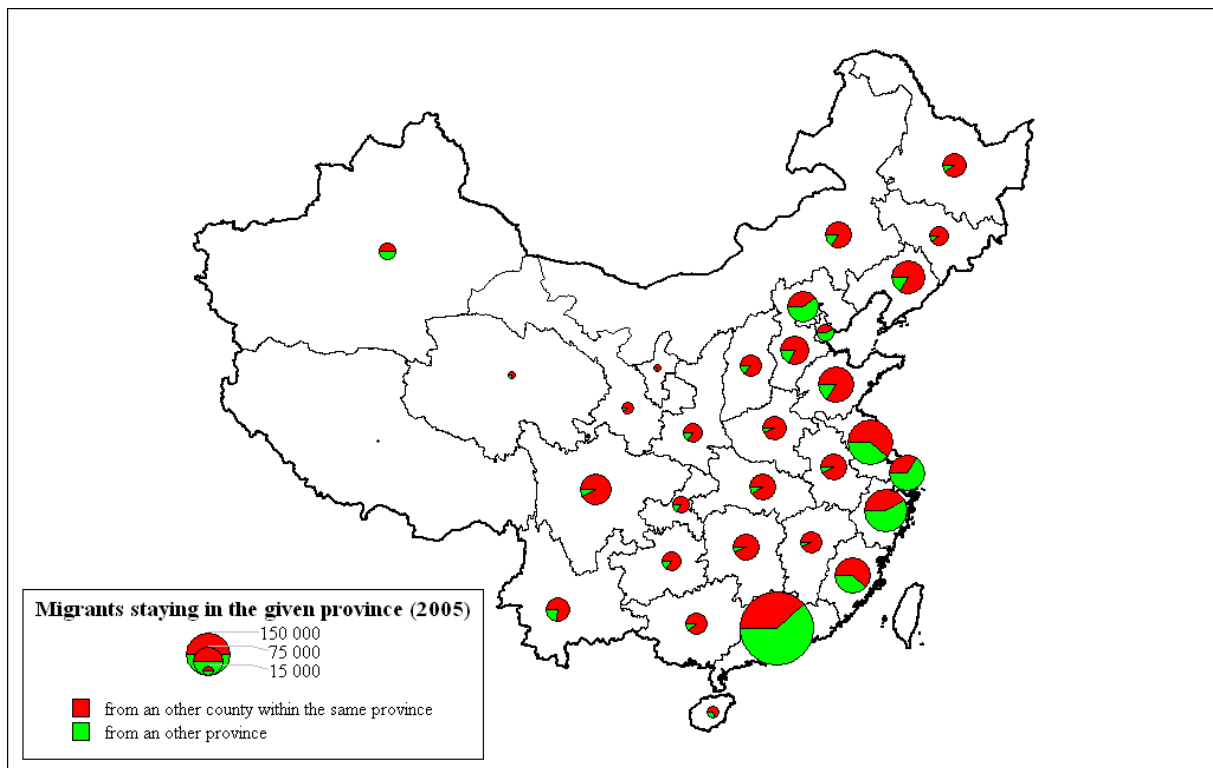 Migrants staying in the given province (2005)
150 000
75 000
15 000
from an other county within the same province
from an other province